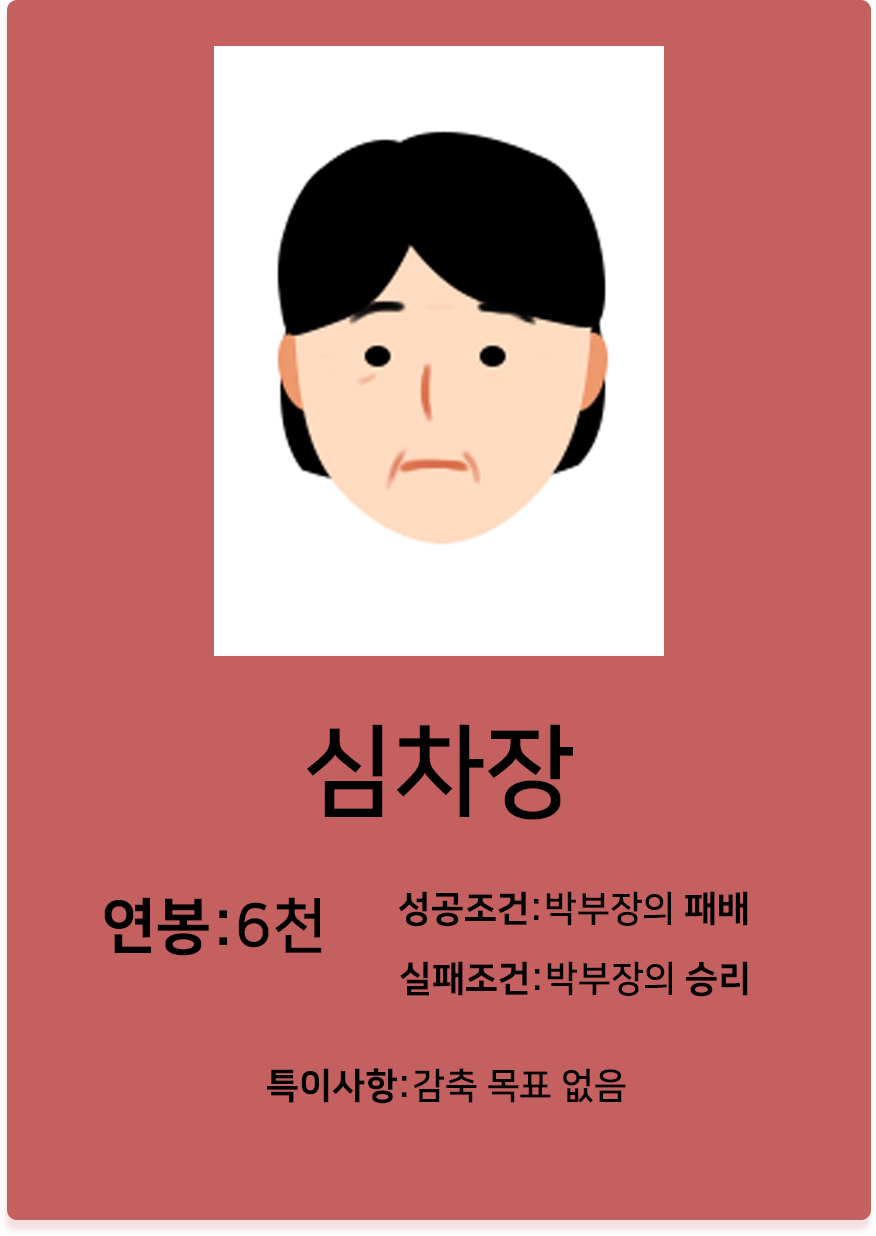 심차장
연봉:6천
성공조건:박부장의 패배
실패조건:박부장의 승리
특이사항:감축 목표 없음